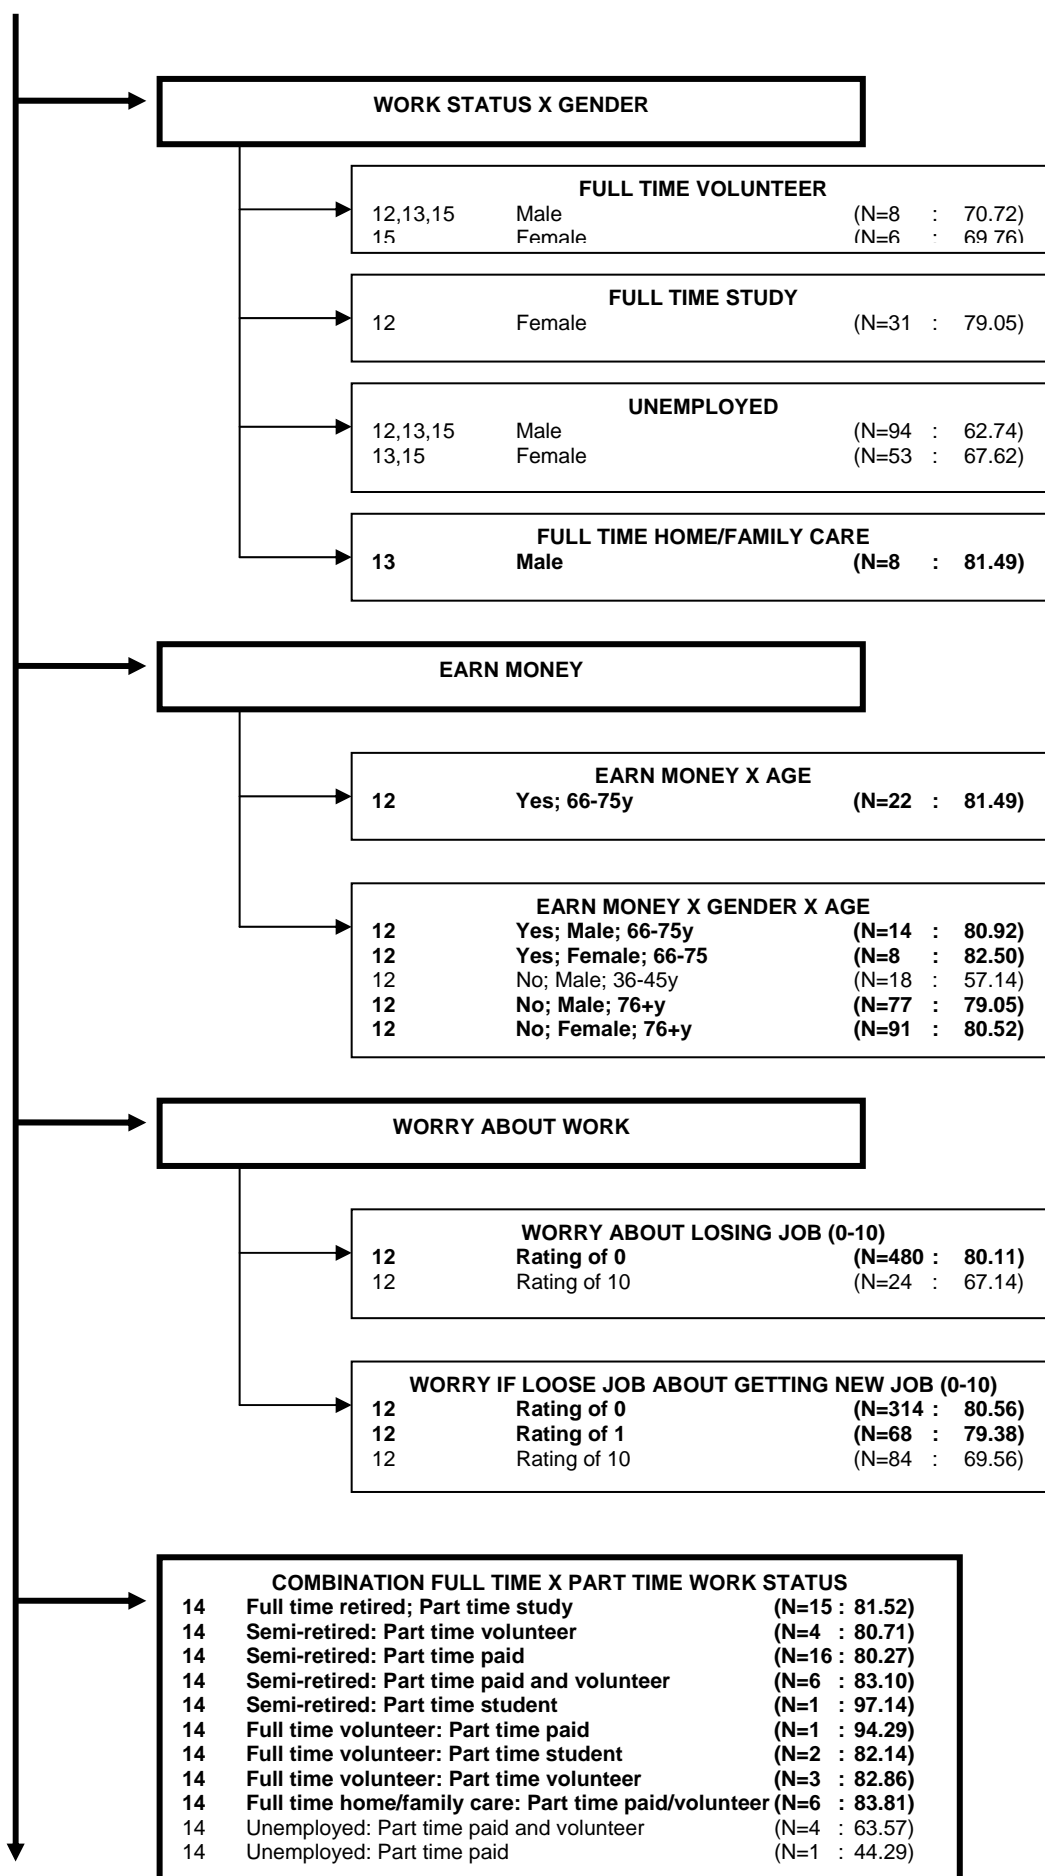 WORK STATUS X GENDER
FULL TIME VOLUNTEER
12,13,15 Male (N=8 : 70.72)
15 Female (N=6 : 69.76)
FULL TIME STUDY
12 Female (N=31 : 79.05)
UNEMPLOYED
12,13,15 Male (N=94 : 62.74)
13,15 Female (N=53 : 67.62)
FULL TIME HOME/FAMILY CARE
13 Male (N=8 : 81.49)
EARN MONEY
EARN MONEY X AGE
12 Yes; 66-75y (N=22 : 81.49)
EARN MONEY X GENDER X AGE
12 Yes; Male; 66-75y (N=14 : 80.92)
12 Yes; Female; 66-75 (N=8 : 82.50)
12 No; Male; 36-45y (N=18 : 57.14)
12 No; Male; 76+y (N=77 : 79.05)
12 No; Female; 76+y (N=91 : 80.52)
WORRY ABOUT WORK
WORRY ABOUT LOSING JOB (0-10)
12 Rating of 0 (N=480 : 80.11)
12 Rating of 10 (N=24 : 67.14)
WORRY IF LOOSE JOB ABOUT GETTING NEW JOB (0-10)
12 Rating of 0 (N=314 : 80.56)
12 Rating of 1 (N=68 : 79.38)
12 Rating of 10 (N=84 : 69.56)
COMBINATION FULL TIME X PART TIME WORK STATUS
14 Full time retired; Part time study (N=15 : 81.52)
14 Semi-retired: Part time volunteer (N=4 : 80.71)
14 Semi-retired: Part time paid (N=16 : 80.27)
14 Semi-retired: Part time paid and volunteer (N=6 : 83.10)
14 Semi-retired: Part time student (N=1 : 97.14)
14 Full time volunteer: Part time paid (N=1 : 94.29)
14 Full time volunteer: Part time student (N=2 : 82.14)
14 Full time volunteer: Part time volunteer (N=3 : 82.86)
14 Full time home/family care: Part time paid/volunteer (N=6 : 83.81)
14 Unemployed: Part time paid and volunteer (N=4 : 63.57)
14 Unemployed: Part time paid (N=1 : 44.29)